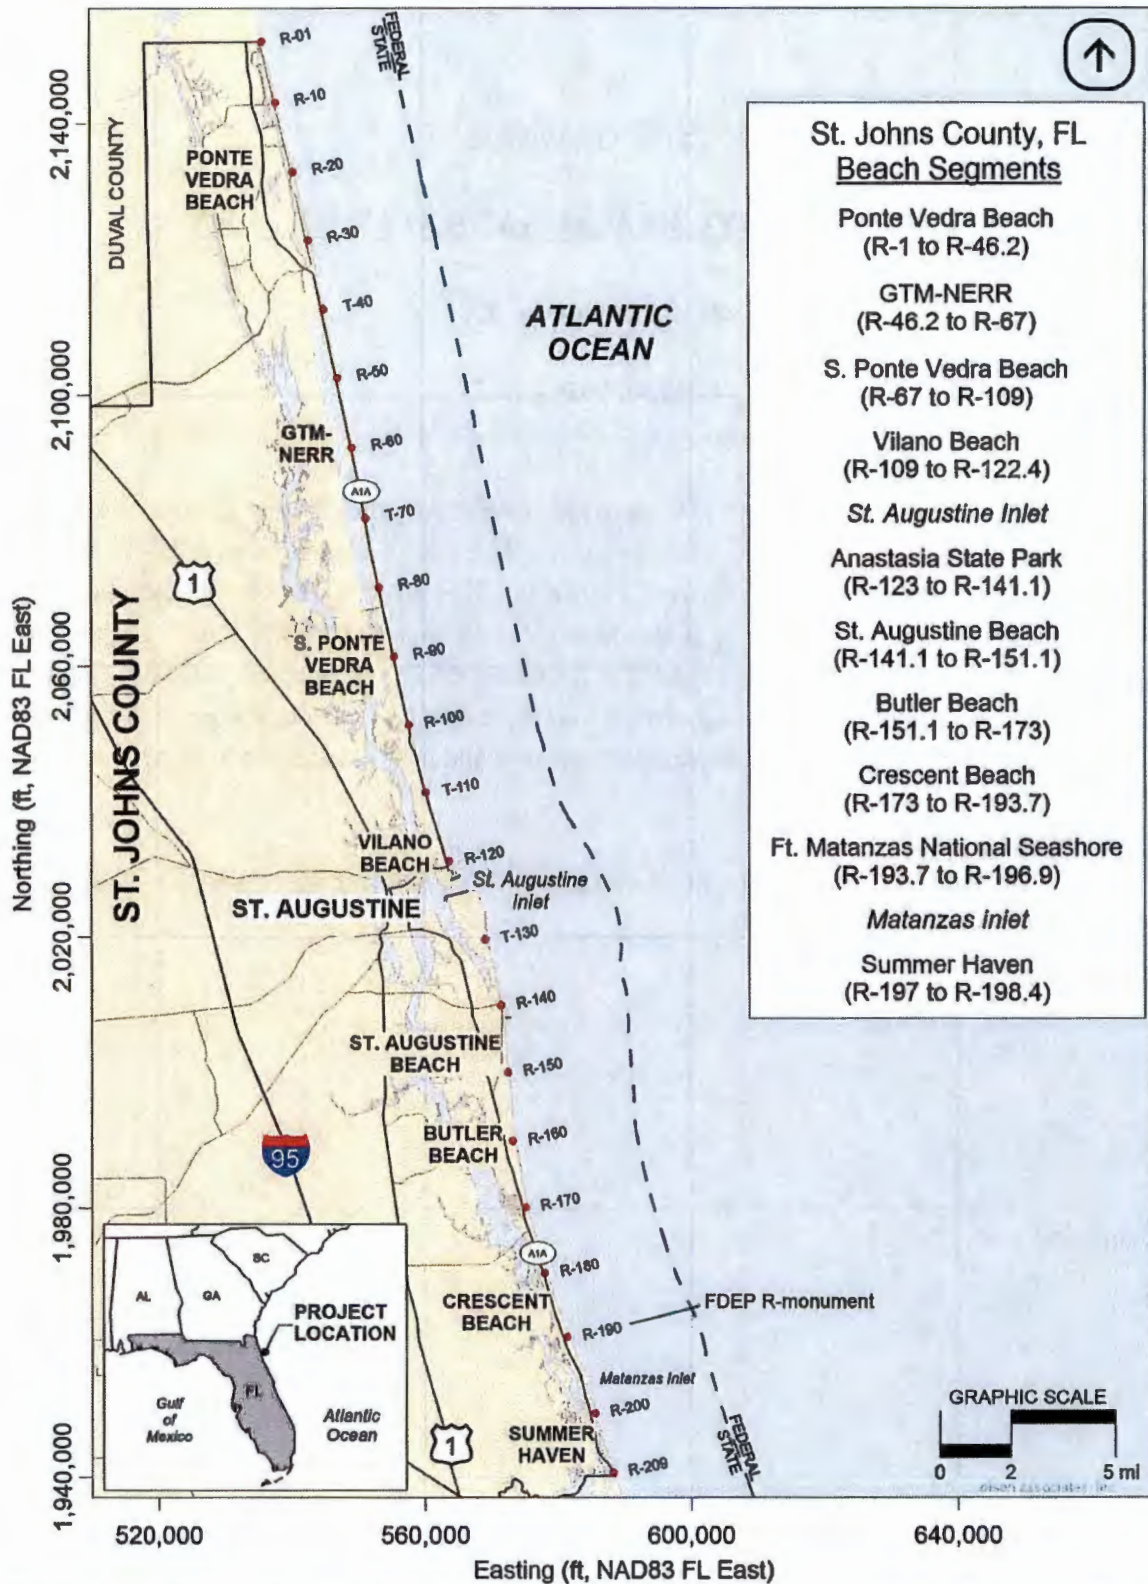 FEDERAL
STATE
R-01
R-10
R-20
R-30
T-40
R-50
R-60
A1A
T-70
R-80
R-90
R-100
T-110
R-120
St. Augustine
Inlet
T-130
R-140
R-150
R-160
R-170
A1A
R-180
R-190
FDEP R-monument
Matanzas Inlet
R-200
R-209
FEDERAL
STATE
DUVAL COUNTY
PONTE
VEDRA
BEACH
GTM-
NERR
1
ST. JOHNS COUNTY
S. PONTE
VEDRA
BEACH
VILANO
BEACH
ST. AUGUSTINE
ST. AUGUSTINE
BEACH
BUTLER
BEACH
95
CRESCENT
BEACH
1
SUMMER
HAVEN
ATLANTIC
OCEAN
St. Johns County, FL
Beach Segments
Ponte Vedra Beach
(R-1 to R-46.2)
GTM-NERR
(R-46.2 to R-67)
S. Ponte Vedra Beach
(R-67 to R-109)
Vilano Beach
(R-109 to R-122.4)
St. Augustine Inlet
Anastasia State Park
(R-123 to R-141.1)
St. Augustine Beach
(R-141.1 to R-151.1)
Butler Beach
(R-151.1 to R-173)
Crescent Beach
(R-173 to R-193.7)
Ft. Matanzas National Seashore
(R-193.7 to R-196.9)
Matanzas inlet
Summer Haven
(R-197 to R-198.4)
SC
AL
GA
PROJECT
LOCATION
FL
Gulf
of
Mexico
Atlantic
Ocean
GRAPHIC SCALE
0 2 5 mi
olsen associates, inc.
Northing (ft, NAD83 FL East)
2,140,000
2,100,000
2,060,000
2,020,000
1,980,000
1,940,000
520,000 560,000 600,000 640,000
Easting (ft, NAD83 FL East)